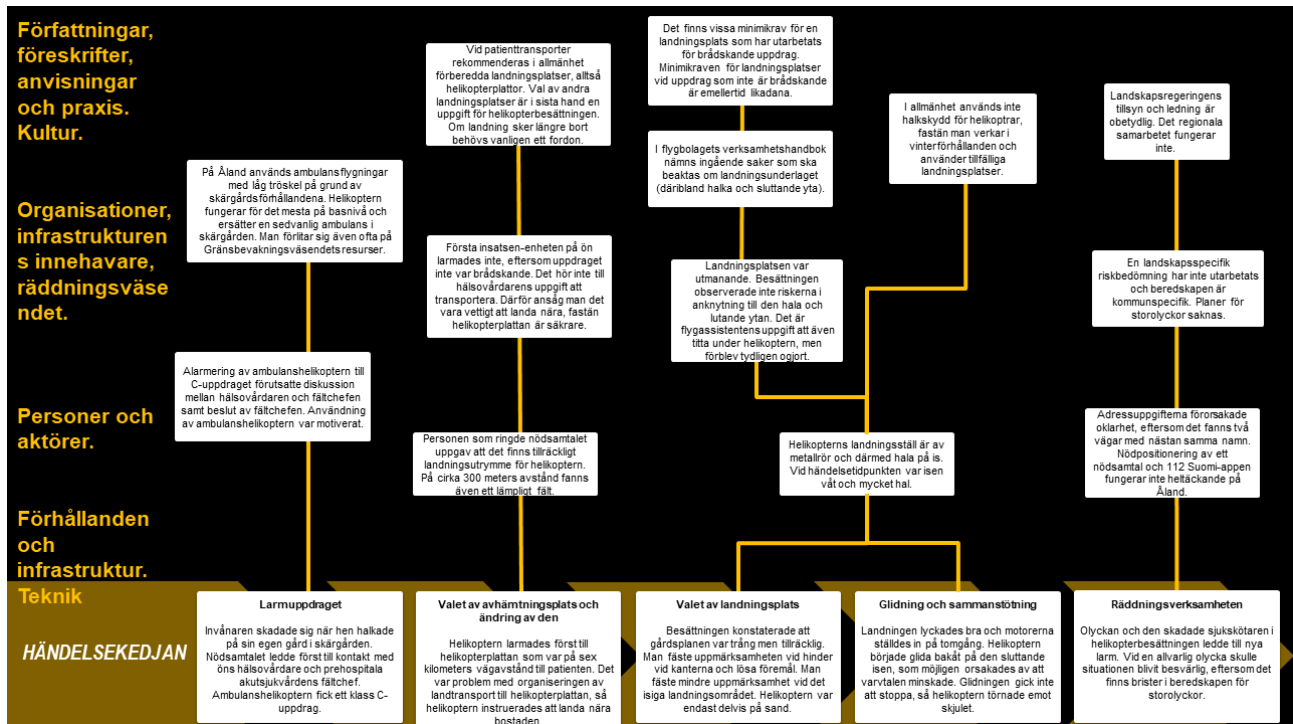 Författningar,
föreskrifter,
anvisningar
och praxis.
Kultur.
Organisationer,
infrastrukturen
s innehavare,
räddningsväse
ndet.
Personer och
aktörer.
Förhållanden
och
infrastruktur.
Teknik
På Åland används ambulansflygningar
med låg tröskel på grund av
skärgårdsförhållandena. Helikoptern
fungerar för det mesta på basnivå och
ersätter en sedvanlig ambulans i
skärgården. Man förlitar sig även ofta på
Gränsbevakningsväsendets resurser.
Alarmering av ambulanshelikoptern till
C-uppdraget förutsatte diskussion
mellan hälsovårdaren och fältchefen
samt beslut av fältchefen. Användning
av ambulanshelikoptern var motiverat.
Vid patienttransporter
rekommenderas i allmänhet
förberedda landningsplatser, alltså
helikopterplattor. Val av andra
landningsplatser är i sista hand en
uppgift för helikopterbesättningen.
Om landning sker längre bort
behövs vanligen ett fordon.
Första insatsen-enheten på ön
larmades inte, eftersom uppdraget
inte var brådskande. Det hör inte till
hälsovårdarens uppgift att
transportera. Därför ansåg man det
vara vettigt att landa nära, fastän
helikopterplattan är säkrare.
Personen som ringde nödsamtalet
uppgav att det finns tillräckligt
landningsutrymme för helikoptern.
På cirka 300 meters avstånd fanns
även ett lämpligt fält.
Det finns vissa minimikrav för en
landningsplats som har utarbetats
för brådskande uppdrag.
Minimikraven för landningsplatser
vid uppdrag som inte är brådskande
är emellertid likadana.
I flygbolagets verksamhetshandbok
nämns ingående saker som ska
beaktas om landningsunderlaget
(däribland halka och sluttande yta).
Landningsplatsen var
utmanande. Besättningen
observerade inte riskerna i
anknytning till den hala och
lutande ytan. Det är
flygassistentens uppgift att även
titta under helikoptern, men
förblev tydligen ogjort.
I allmänhet används inte
halkskydd för helikoptrar,
fastän man verkar i
vinterförhållanden och
använder tillfälliga
landningsplatser.
Helikopterns landningsställ är av
metallrör och därmed hala på is.
Vid händelsetidpunkten var isen
våt och mycket hal.
Landskapsregeringens
tillsyn och ledning är
obetydlig. Det regionala
samarbetet fungerar
inte.
En landskapsspecifik
riskbedömning har inte utarbetats
och beredskapen är
kommunspecifik. Planer för
storolyckor saknas.
Adressuppgifterna förorsakade
oklarhet, eftersom det fanns två
vägar med nästan samma namn.
Nödpositionering av ett
nödsamtal och 112 Suomi-appen
fungerar inte heltäckande på
Åland.
HÄNDELSEKEDJAN
Larmuppdraget
Invånaren skadade sig när hen halkade
på sin egen gård i skärgården.
Nödsamtalet ledde först till kontakt med
öns hälsovårdare och prehospitala
akutsjukvårdens fältchef.
Ambulanshelikoptern fick ett klass C-
uppdrag.
Valet av avhämtningsplats och
ändring av den
Helikoptern larmades först till
helikopterplattan som var på sex
kilometers vägavstånd till patienten. Det
var problem med organiseringen av
landtransport till helikopterplattan, så
helikoptern instruerades att landa nära
bostaden.
Valet av landningsplats
Besättningen konstaterade att
gårdsplanen var trång men tillräcklig.
Man fäste uppmärksamheten vid hinder
vid kanterna och lösa föremål. Man
fäste mindre uppmärksamhet vid det
isiga landningsområdet. Helikoptern var
endast delvis på sand.
Glidning och sammanstötning
Landningen lyckades bra och motorerna
ställdes in på tomgång. Helikoptern
började glida bakåt på den sluttande
isen, som möjligen orsakades av att
varvtalen minskade. Glidningen gick inte
att stoppa, så helikoptern törnade emot
skjulet.
Räddningsverksamheten
Olyckan och den skadade sjukskötaren i
helikopterbesättningen ledde till nya
larm. Vid en allvarlig olycka skulle
situationen blivit besvärlig, eftersom det
finns brister i beredskapen för
storolyckor.